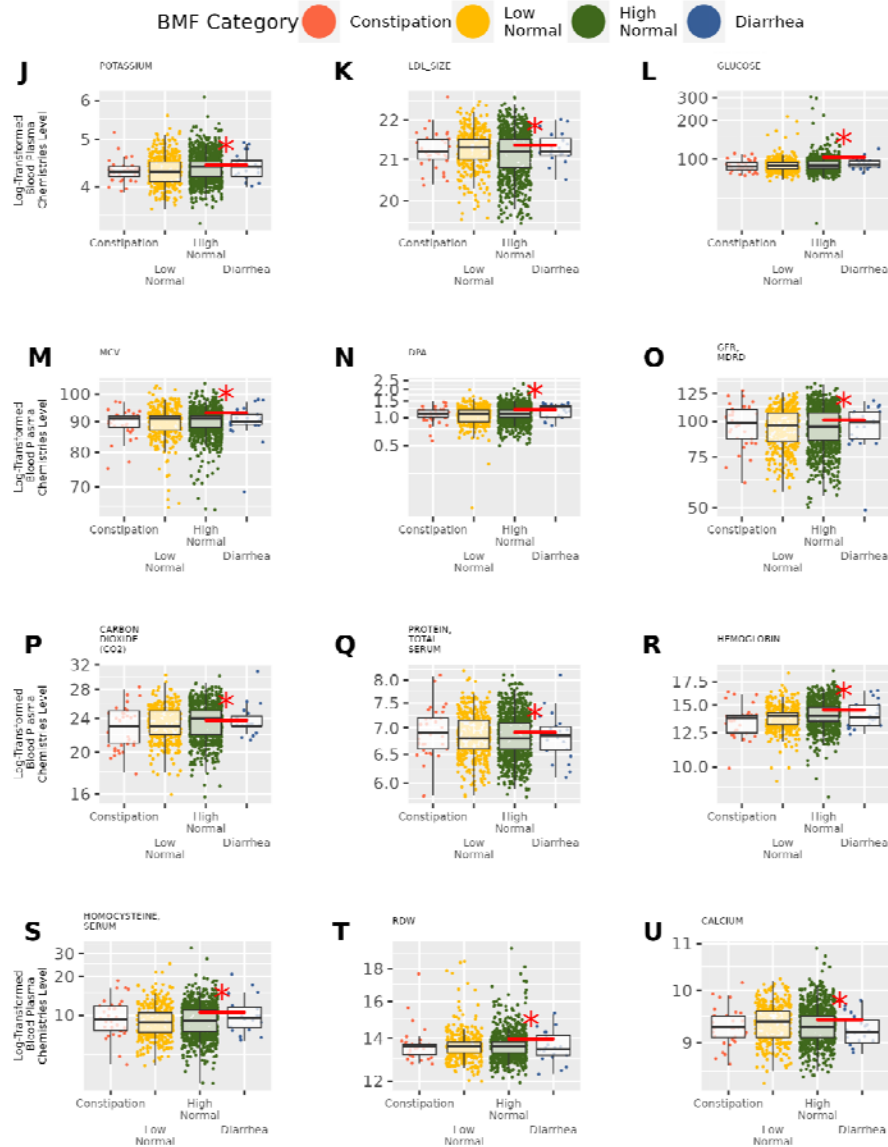 BMF Category
Constipation
Low
Normal
High
Normal
Diarrhea
J
POTASSIUM
Log-Transformed
Blood Plasma
Chemistries Level
6
5
4
Constipation
Low
Normal
High
Normal
Diarrhea
K
LDL_SIZE
22
21
20
Constipation
Low
Normal
High
Normal
Diarrhea
L
GLUCOSE
300
200
100
Constipation
Low
Normal
High
Normal
Diarrhea
M
MCV
Log-Transformed
Blood Plasma
Chemistries Level
100
90
80
70
Constipation
Low
Normal
High
Normal
Diarrhea
N
DPA
2.5
2.0
1.5
1.0
0.5
Constipation
Low
Normal
High
Normal
Diarrhea
O
GFR,
MDRD
125
100
75
50
Constipation
Low
Normal
High
Normal
Diarrhea
P
CARBON
DIOXIDE
(CO2)
Log-Transformed
Blood Plasma
Chemistries Level
32
28
24
20
16
Constipation
Low
Normal
High
Normal
Diarrhea
Q
PROTEIN,
TOTAL
SERUM
8.0
7.5
7.0
6.5
6.0
Constipation
Low
Normal
High
Normal
Diarrhea
R
HEMOGLOBIN
17.5
15.0
12.5
10.0
Constipation
Low
Normal
High
Normal
Diarrhea
S
HOMOCYSTEINE,
SERUM
Log-Transformed
Blood Plasma
Chemistries Level
30
20
10
Constipation
Low
Normal
High
Normal
Diarrhea
T
RDW
18
16
14
12
Constipation
Low
Normal
High
Normal
Diarrhea
U
CALCIUM
11
10
9
Constipation
Low
Normal
High
Normal
Diarrhea